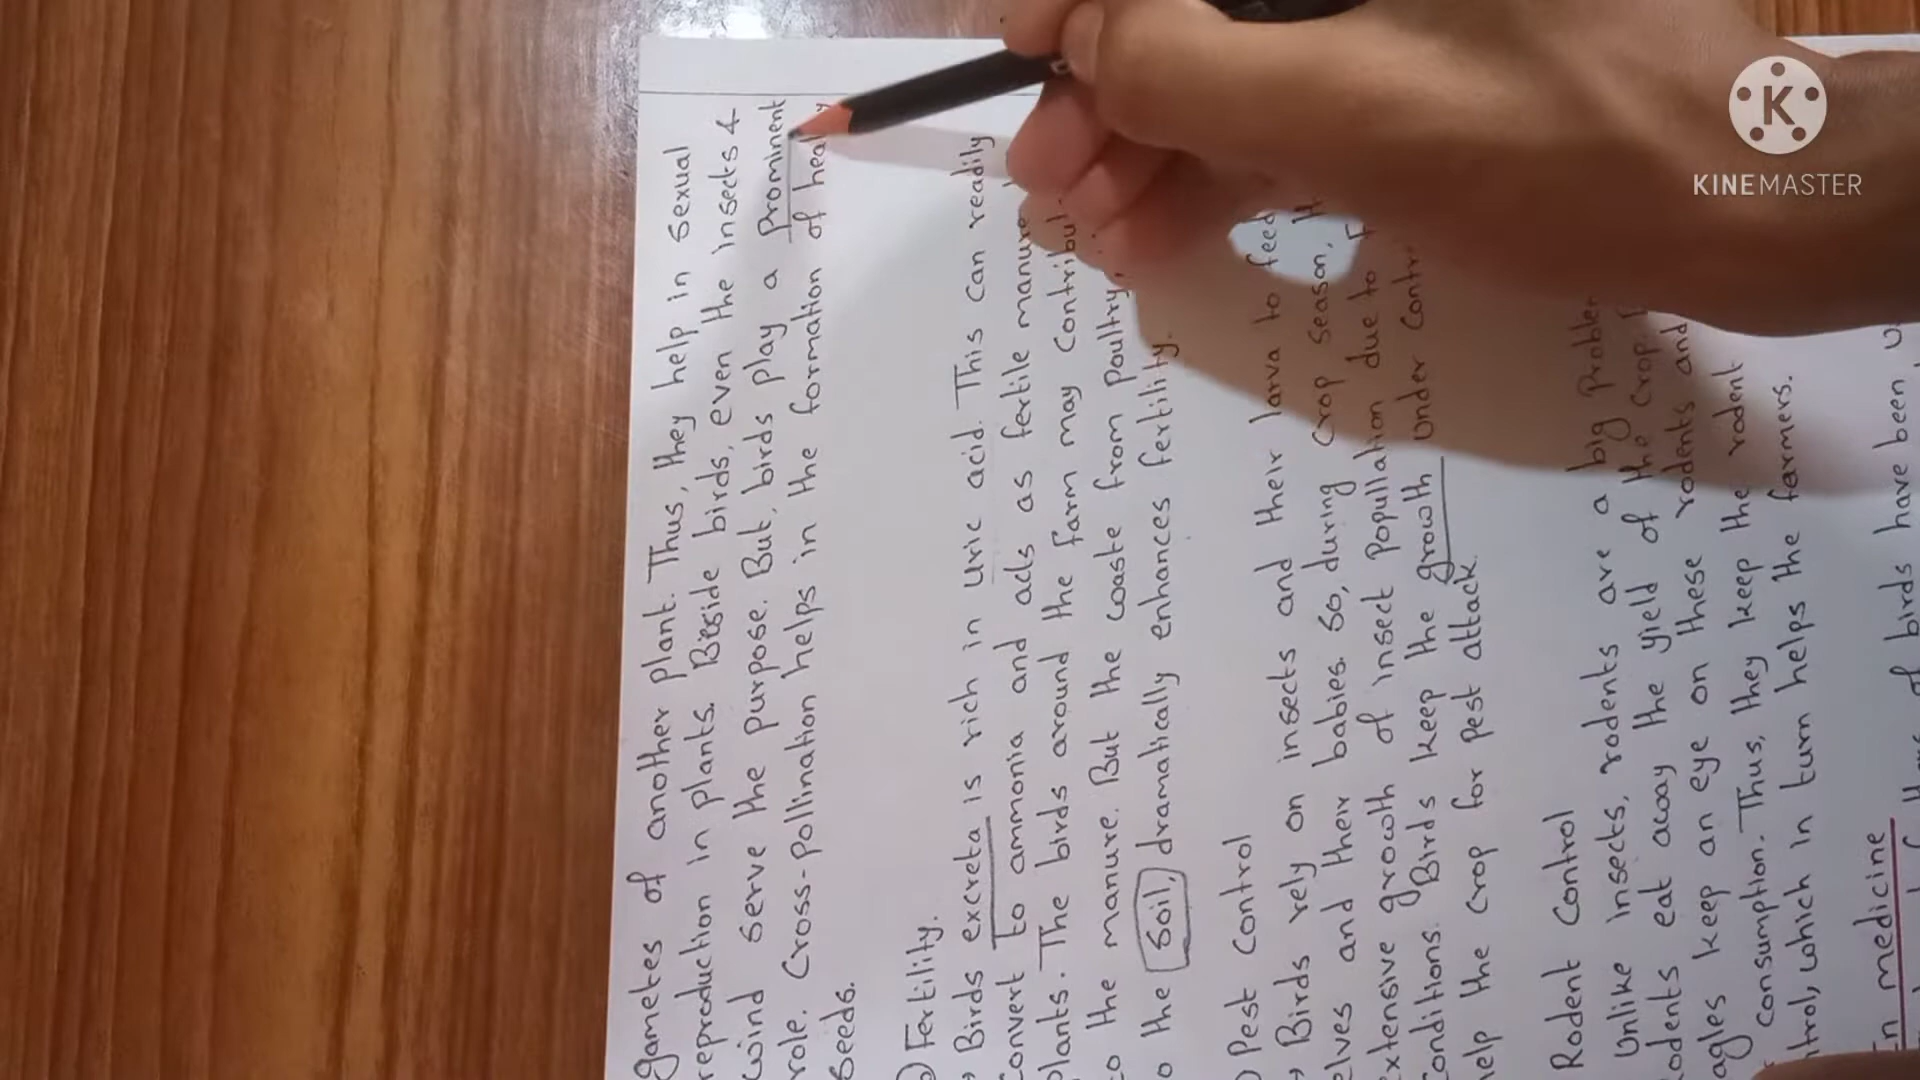 gametes of another plant. Thus, they help in sexual
reproduction in plants. Beside birds, even the insects &
wind serve the purpose. But, birds play a prominent
role. Cross-pollination helps in the formation of
seeds.
Fertility.
→ Birds excreta is rich in uric acid. This can readily
convert to ammonia and acts as fertile manure
plants. The birds around the farm may
to the manure. But the waste from poultry,
the soil, dramatically enhances fertility.
Pest control
→ Birds rely on insects and their larva to feed
and their babies. So, during crop season,
extensive growth of insect Popullation due to
conditions. Birds keep the growth under
help the crop for pest attack.
Rodent Control
Unlike insects, rodents are a big
rodents eat away the yield of the crop.
keep an eye on these rodents and
consumption. Thus, they keep the rodent
which in turn helps the farmers.
In medicine
of birds have been
K
KINEMASTER